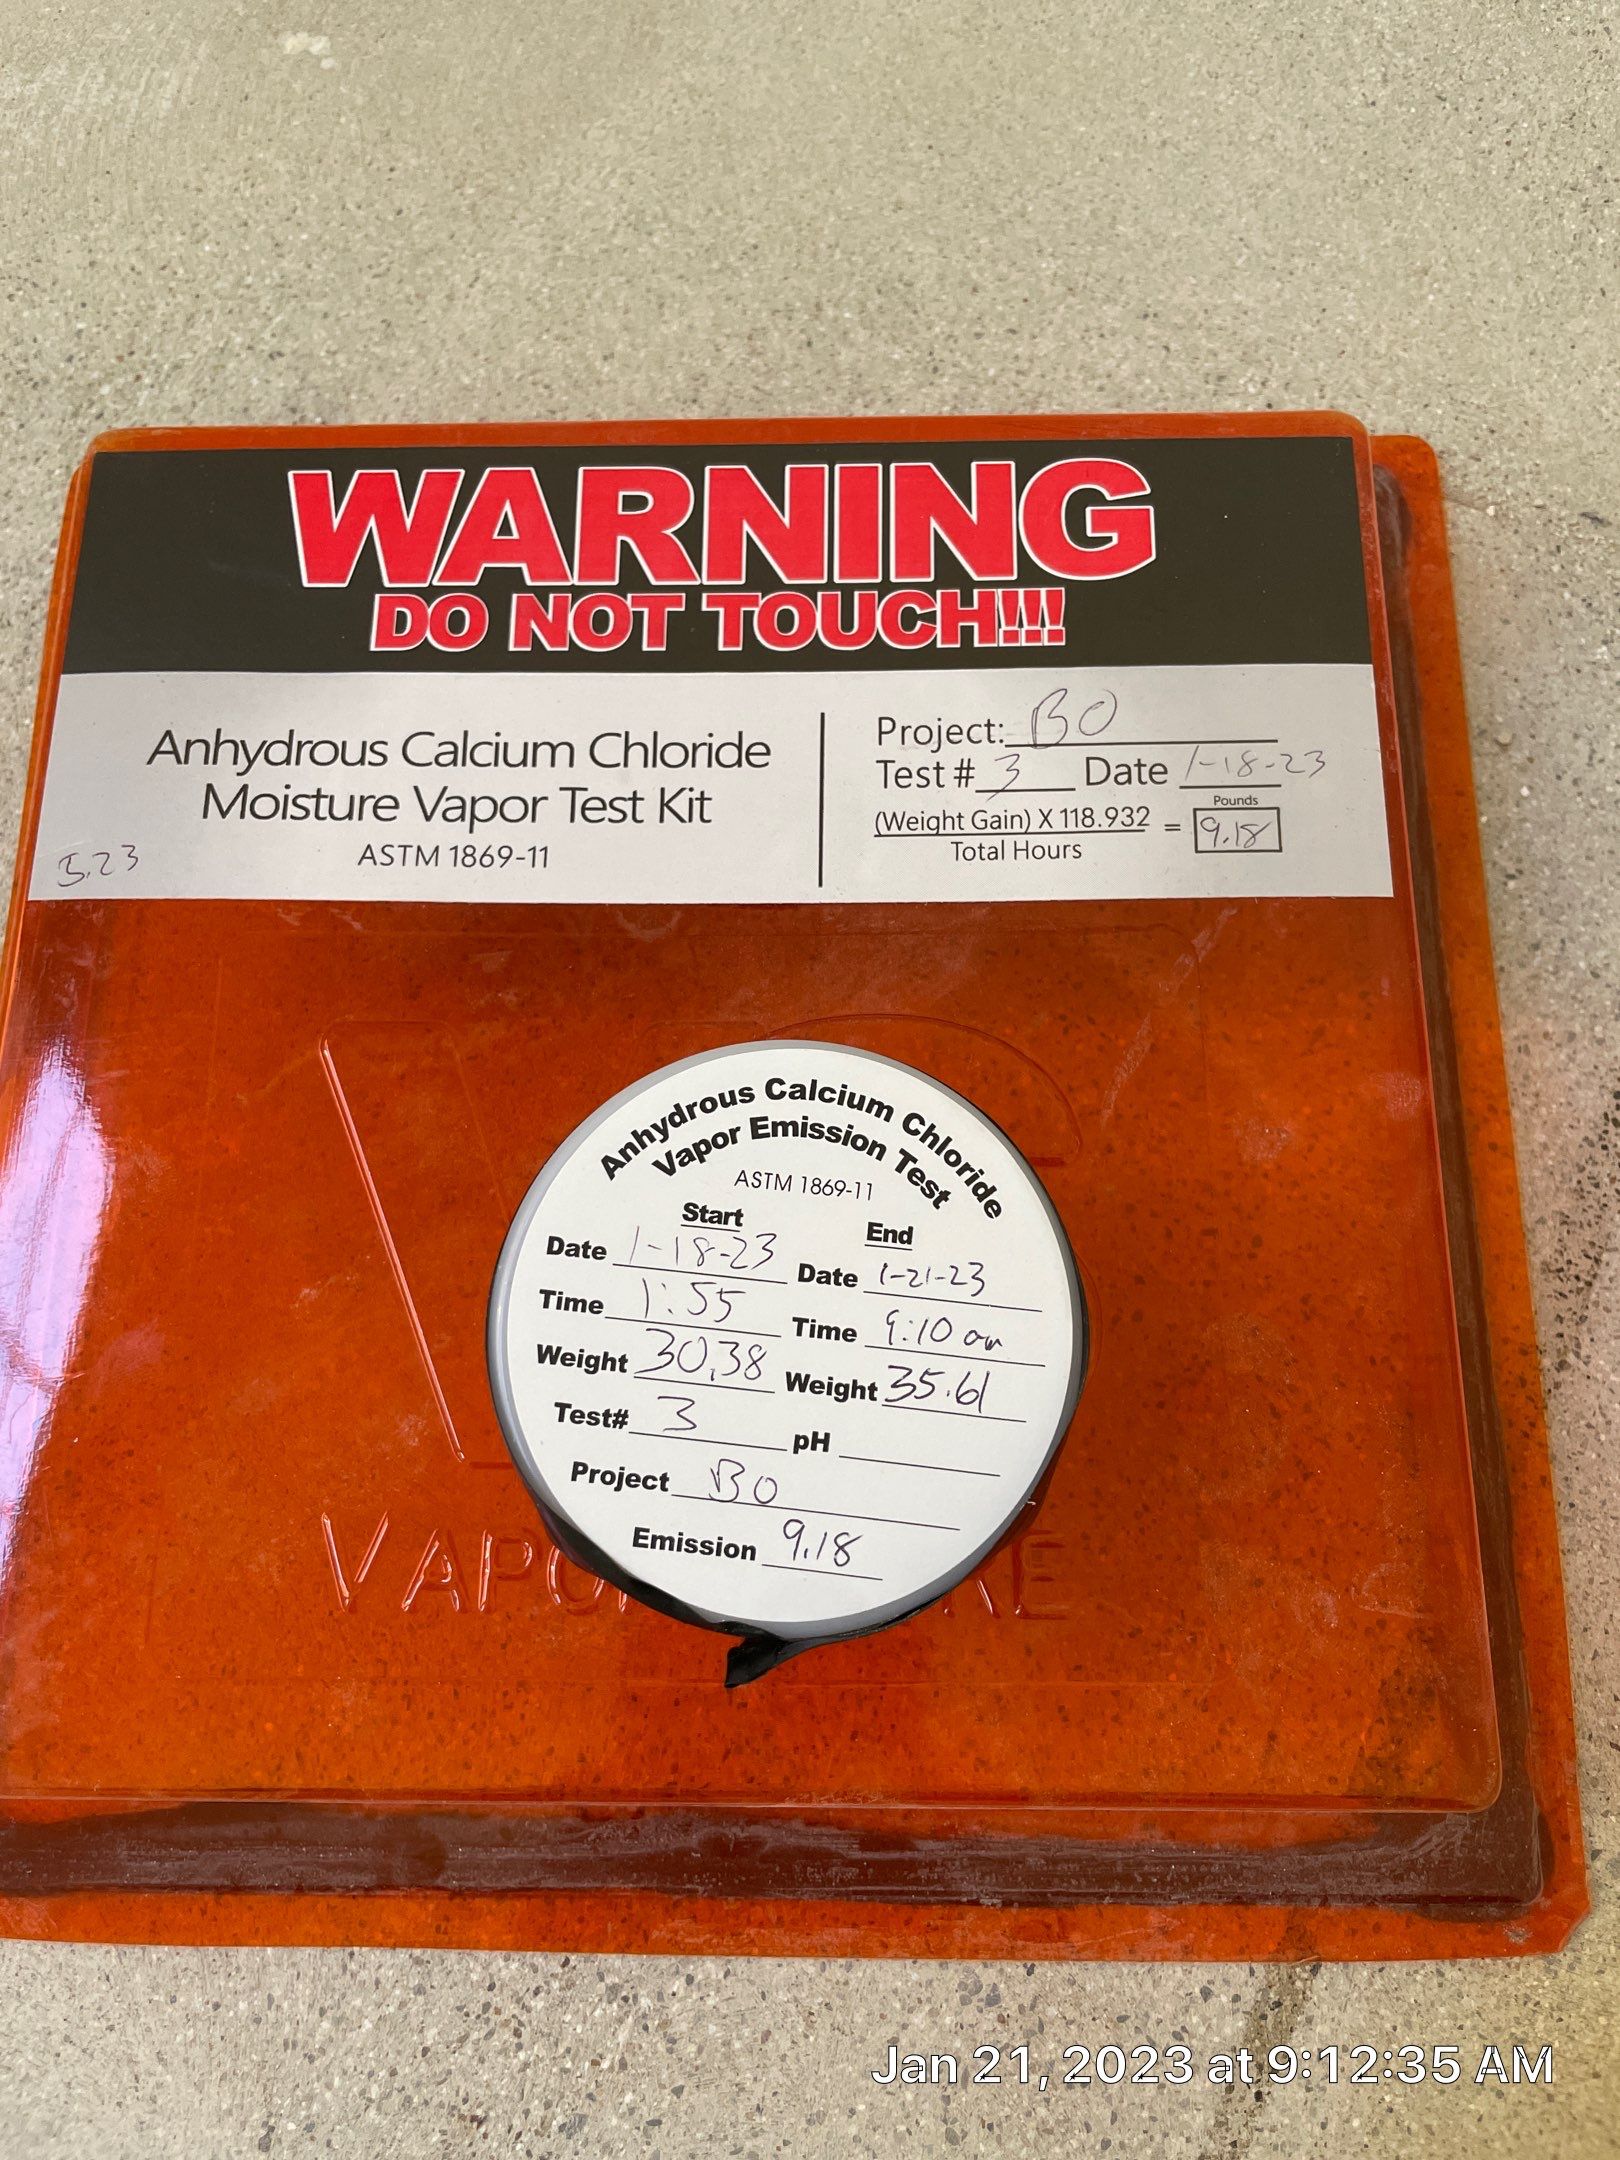 WARNING
DO NOT TOUCH!!!
Anhydrous Calcium Chloride
Moisture Vapor Test Kit
ASTM 1869-11
5.23
Project: BO
Test # 3 Date 1-18-23
(Weight Gain) X 118.932 = Pounds 9.18
Total Hours
Anhydrous Calcium Chloride
Vapor Emission Test
ASTM 1869-11
Start End
Date 1-18-23 Date 1-21-23
Time 1:55 Time 9:10 am
Weight 30.38 Weight 35.61
Test# 3 pH
Project BO
Emission 9.18
Jan 21, 2023 at 9:12:35 AM